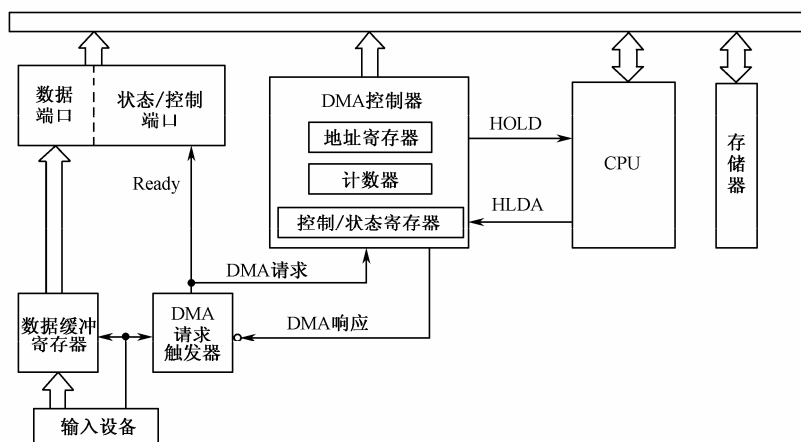 数据
端口
状态/控制
端口
DMA控制器
地址寄存器
计数器
控制/状态寄存器
HOLD
HLDA
CPU
存
储
器
Ready
DMA请求
数据缓冲
寄存器
DMA
请求
触发器
DMA响应
输入设备